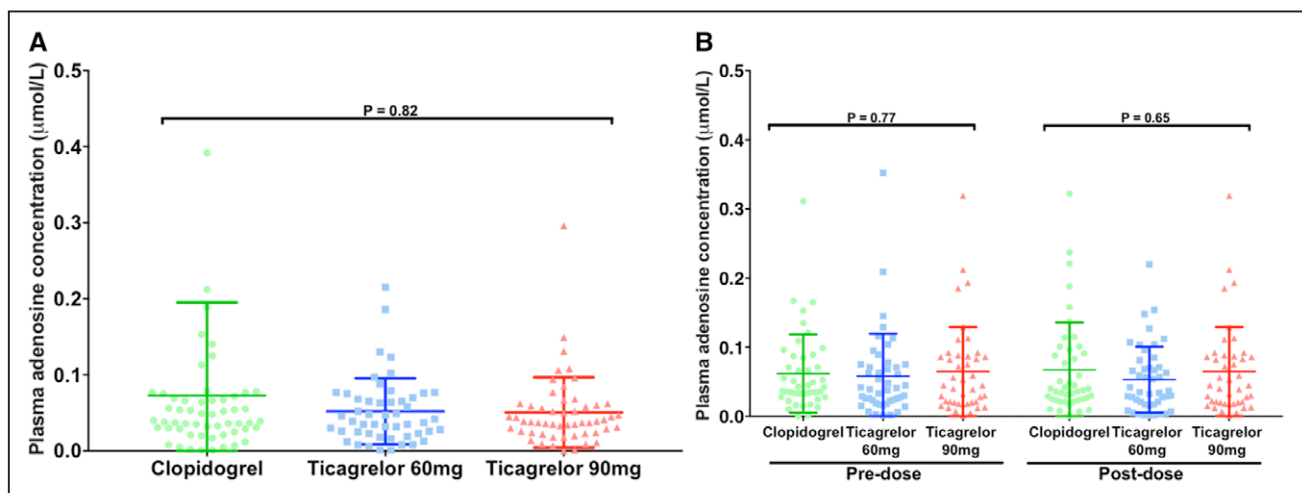 A
Plasma adenosine concentration (μmol/L)
0.5
0.4
0.3
0.2
0.1
0.0
P = 0.82
Clopidogrel
Ticagrelor 60mg
Ticagrelor 90mg
B
Plasma adenosine concentration (μmol/L)
0.5
0.4
0.3
0.2
0.1
0.0
P = 0.77
P = 0.65
Clopidogrel Ticagrelor Ticagrelor Clopidogrel Ticagrelor Ticagrelor
60mg 90mg 60mg 90mg
Pre-dose Post-dose